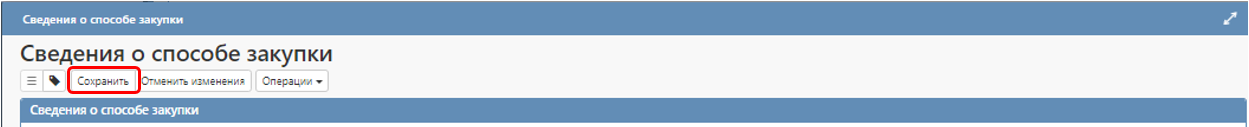 Сведения о способе закупки
Сведения о способе закупки
Сохранить Отменить изменения Операции
Сведения о способе закупки